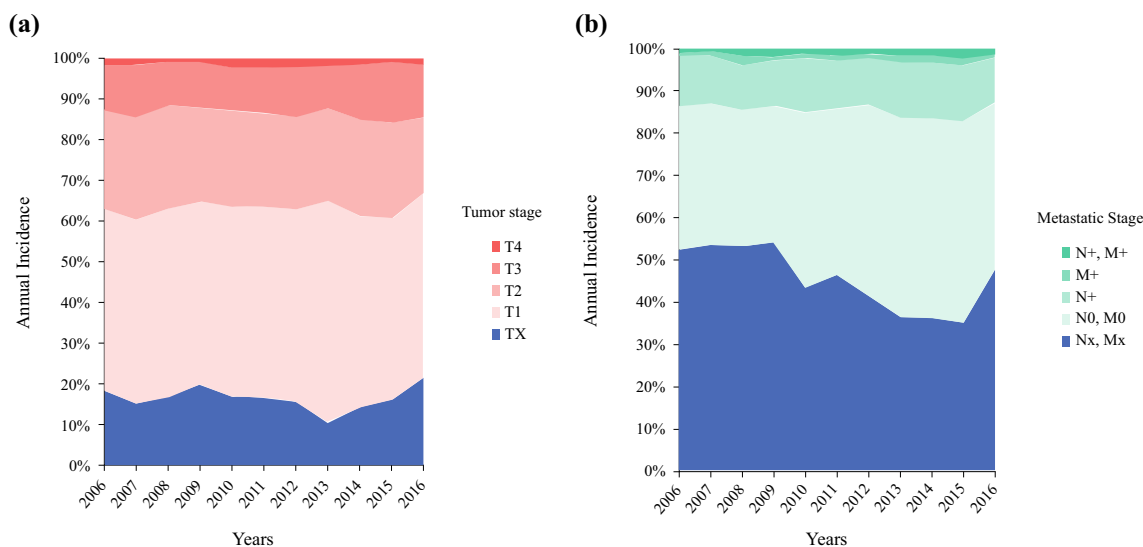 (a)
100%
90%
80%
70%
60%
50%
40%
30%
20%
10%
0%
Annual Incidence
2006
2007
2008
2009
2010
2011
2012
2013
2014
2015
2016
Years
Tumor stage
T4
T3
T2
T1
TX
(b)
100%
90%
80%
70%
60%
50%
40%
30%
20%
10%
0%
Annual Incidence
2006
2007
2008
2009
2010
2011
2012
2013
2014
2015
2016
Years
Metastatic Stage
N+, M+
M+
N+
N0, M0
Nx, Mx